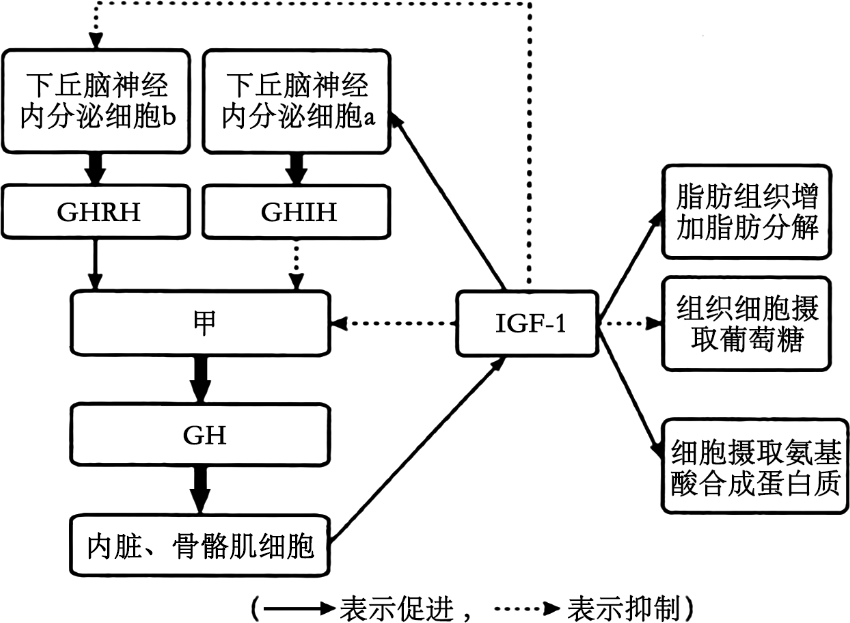 下丘脑神经
内分泌细胞b
下丘脑神经
内分泌细胞a
GHRH
GHIH
甲
IGF-1
GH
内脏、骨骼肌细胞
脂肪组织增
加脂肪分解
组织细胞摄
取葡萄糖
细胞摄取氨基
酸合成蛋白质
(表示促进，表示抑制)